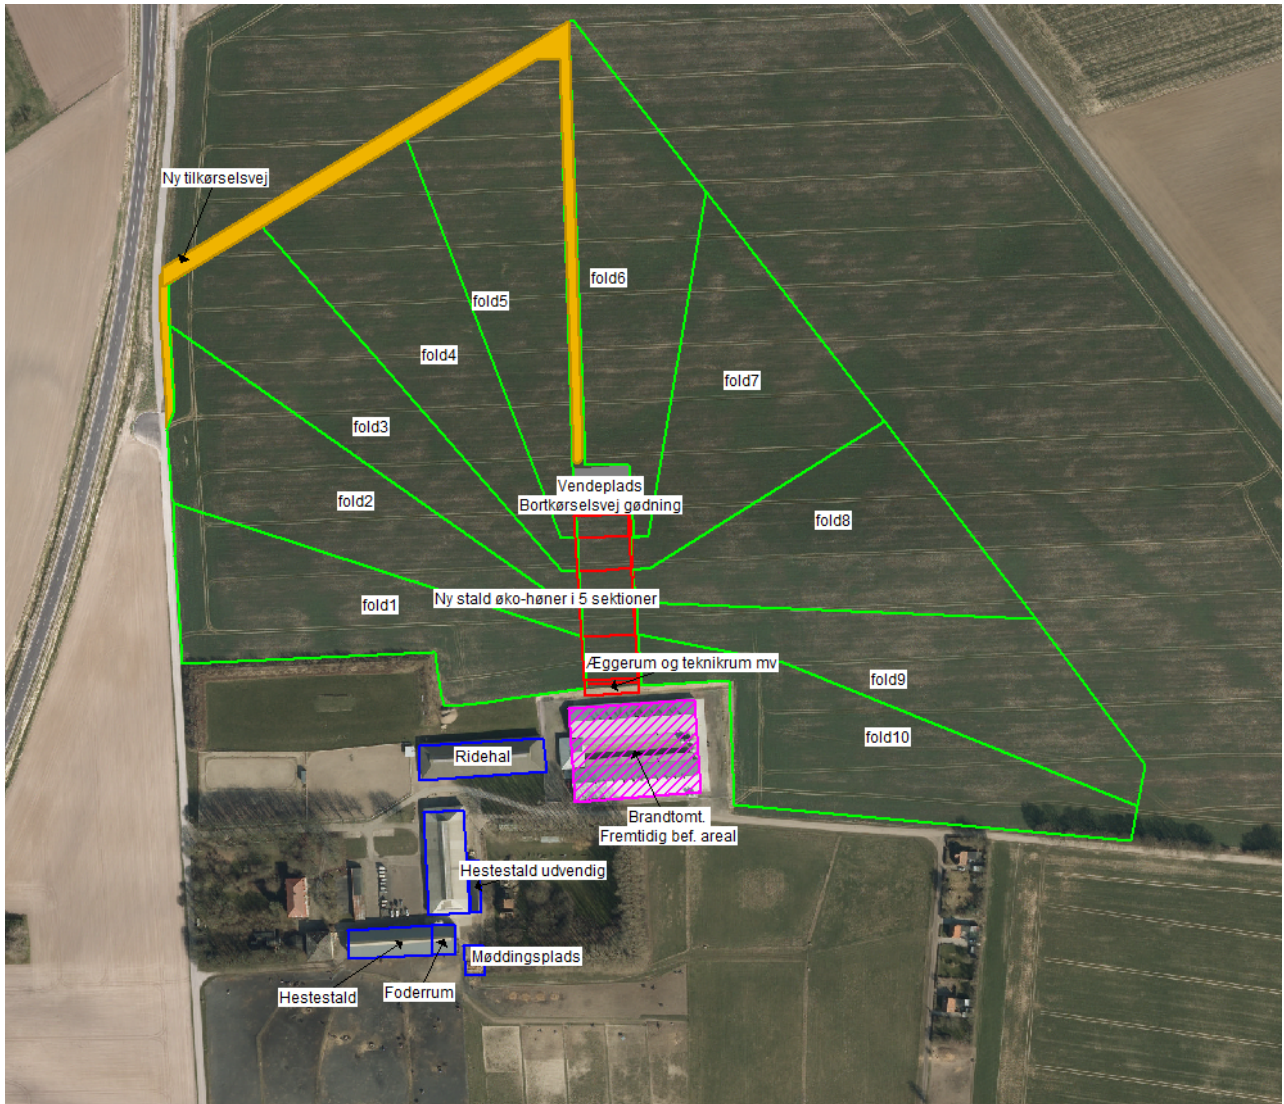 Ny tilkørselsvej
fold6
fold5
fold4
fold7
fold3
fold2
Vendeplads
Bortkørselsvej gødning
fold8
fold1
Ny stald øko-høner i 5 sektioner
Æggerum og teknikrum mv
fold9
fold10
Ridehal
Brandtomt.
Fremtidig bef. areal
Hestestald udvendig
Møddingsplads
Hestestald
Foderrum